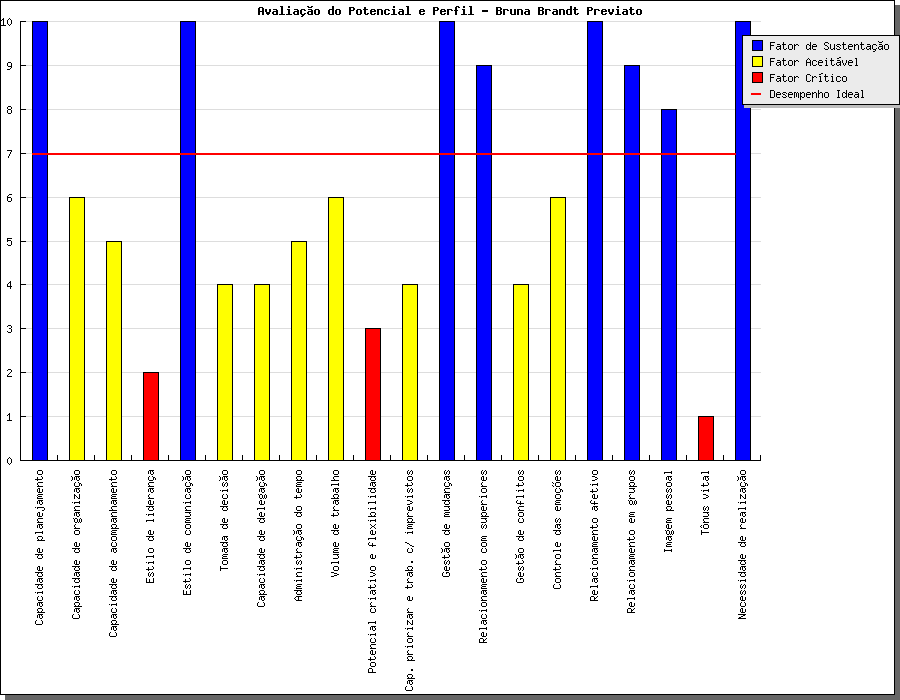 Avaliação do Potencial e Perfil - Bruna Brandt Previato
10
9
8
7
6
5
4
3
2
1
0
Fator de Sustentação
Fator Aceitável
Fator Crítico
Desempenho Ideal
Capacidade de planejamento
Capacidade de organização
Capacidade de acompanhamento
Estilo de liderança
Estilo de comunicação
Tomada de decisão
Capacidade de delegação
Administração do tempo
Volume de trabalho
Potencial criativo e flexibilidade
Cap. priorizar e trab. c/ imprevistos
Gestão de mudanças
Relacionamento com superiores
Gestão de conflitos
Controle das emoções
Relacionamento afetivo
Relacionamento em grupos
Imagem pessoal
Tônus vital
Necessidade de realização